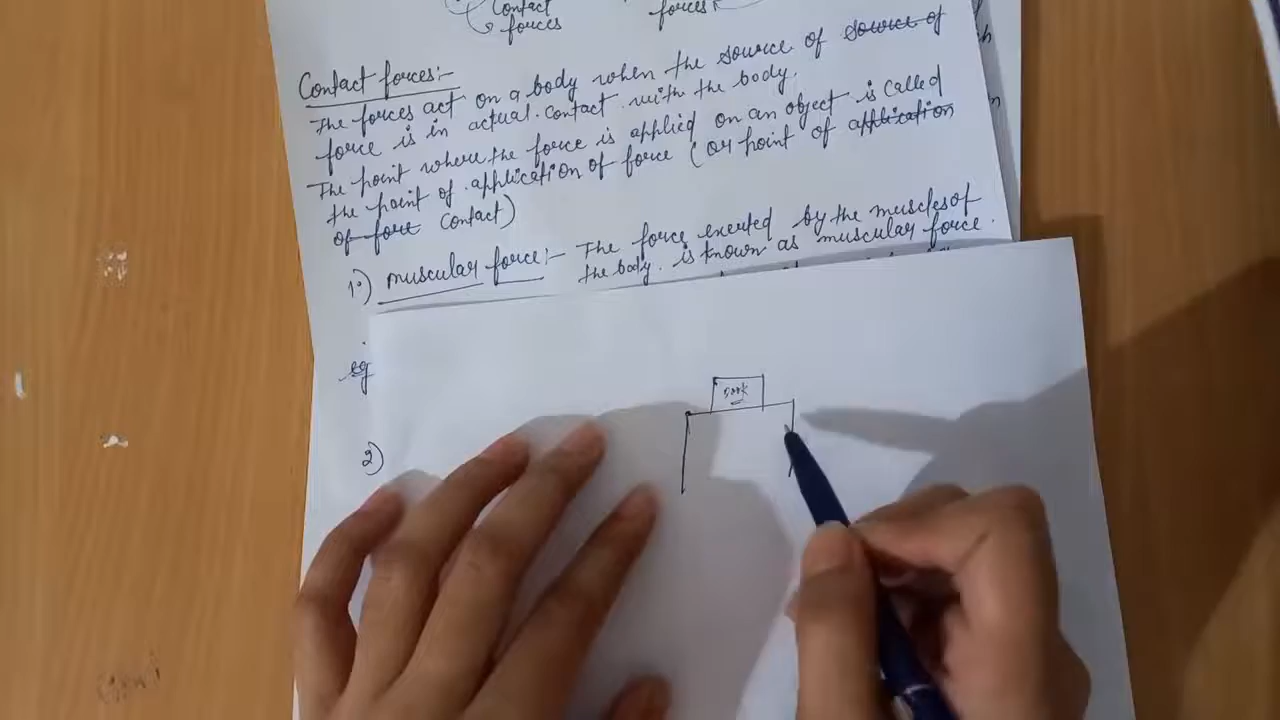 Contact
forces
forces
Contact forces:-
The forces act on a body when the source of source of
force is in actual contact with the body.
The point where the force is applied on an object is called
the point of application of force (or point of application
of force contact)
1) muscular force:- The force exerted by the muscles of
the body is known as muscular force.
eg
2)